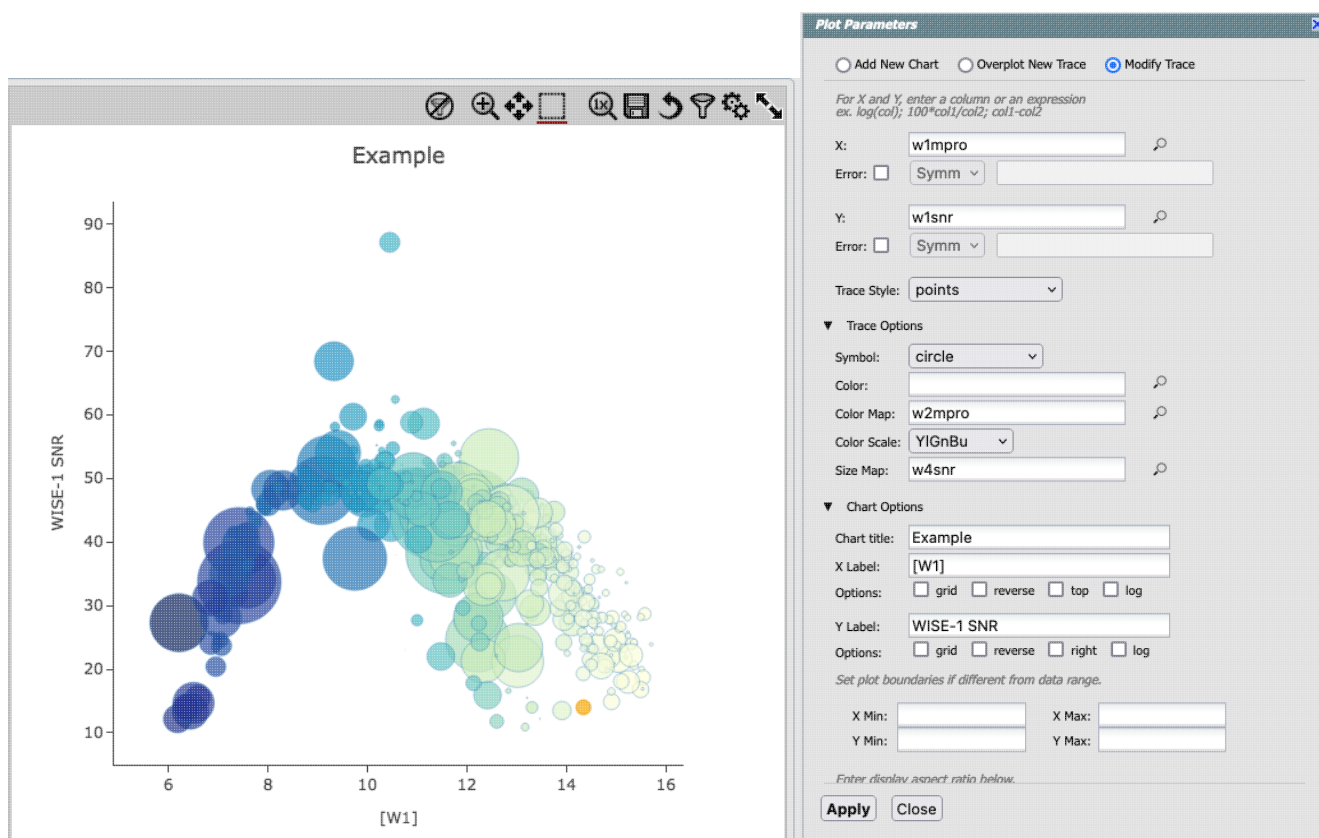 Example
90
80
70
60
50
40
30
20
10
WISE-1 SNR
6 8 10 12 14 16
[W1]
1x
Plot Parameters
Add New Chart Overplot New Trace Modify Trace
For X and Y, enter a column or an expression
ex. log(col); 100*col1/col2; col1-col2
X: w1mpro
Error: Symm
Y: w1snr
Error: Symm
Trace Style: points
Trace Options
Symbol: circle
Color:
Color Map: w2mpro
Color Scale: YlGnBu
Size Map: w4snr
Chart Options
Chart title: Example
X Label: [W1]
Options: grid reverse top log
Y Label: WISE-1 SNR
Options: grid reverse right log
Set plot boundaries if different from data range.
X Min: X Max:
Y Min: Y Max:
Enter display aspect ratio below.
Apply Close